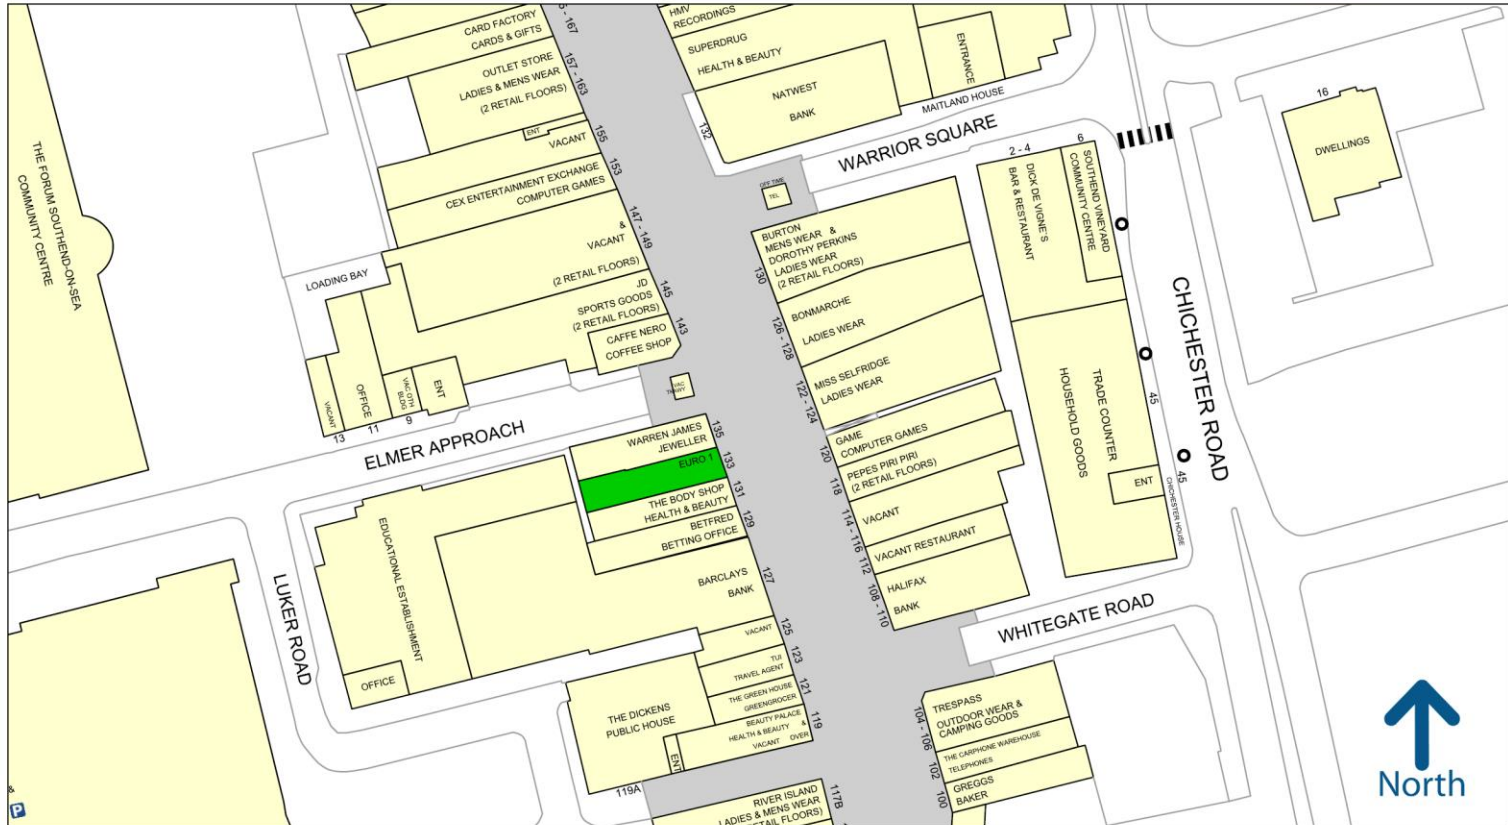 CARD FACTORY
CARDS & GIFTS
OUTLET STORE
LADIES & MENS WEAR
(2 RETAIL FLOORS)
157 - 163
ENT
VACANT
155
CEX ENTERTAINMENT EXCHANGE
COMPUTER GAMES
153
&
VACANT
(2 RETAIL FLOORS)
147 - 149
JD
SPORTS GOODS
(2 RETAIL FLOORS)
145
CAFFE NERO
COFFEE SHOP
143
LOADING BAY
THE FORUM SOUTHEND-ON-SEA
COMMUNITY CENTRE
VACANT
13
OFFICE
11
VAC OTH
BLDG
9
ENT
ELMER APPROACH
HMV
RECORDINGS
SUPERDRUG
HEALTH & BEAUTY
ENTRANCE
NATWEST
BANK
132
MAITLAND HOUSE
WARRIOR SQUARE
OFF TIME
TEL
BURTON
MENS WEAR &
DOROTHY PERKINS
LADIES WEAR
(2 RETAIL FLOORS)
130
BONMARCHE
LADIES WEAR
126 - 128
MISS SELFRIDGE
LADIES WEAR
122 - 124
GAME
COMPUTER GAMES
120
PEPES PIRI PIRI
(2 RETAIL FLOORS)
118
VACANT
114 - 116
VACANT RESTAURANT
112
HALIFAX
BANK
108 - 110
2 - 4
DICK DE VIGNE'S
BAR & RESTAURANT
6
SOUTHEND VINEYARD
COMMUNITY CENTRE
TRADE COUNTER
HOUSEHOLD GOODS
45
ENT
45
CHICHESTER HOUSE
CHICHESTER ROAD
16
DWELLINGS
WHITEGATE ROAD
VAC
WARREN JAMES
JEWELLER
135
EURO 1
133
THE BODY SHOP
HEALTH & BEAUTY
131
BETFRED
BETTING OFFICE
129
BARCLAYS
BANK
127
EDUCATIONAL ESTABLISHMENT
OFFICE
LUKER ROAD
VACANT
125
TUI
TRAVEL AGENT
123
THE GREEN HOUSE
GREENGROCER
121
BEAUTY PALACE
HEALTH & BEAUTY &
VACANT OVER
119
THE DICKENS
PUBLIC HOUSE
ENT
119A
RIVER ISLAND
LADIES & MENS WEAR
117B
TRESPASS
OUTDOOR WEAR &
CAMPING GOODS
104 - 106
THE CARPHONE WAREHOUSE
TELEPHONES
102
GREGGS
BAKER
100
&
P
North